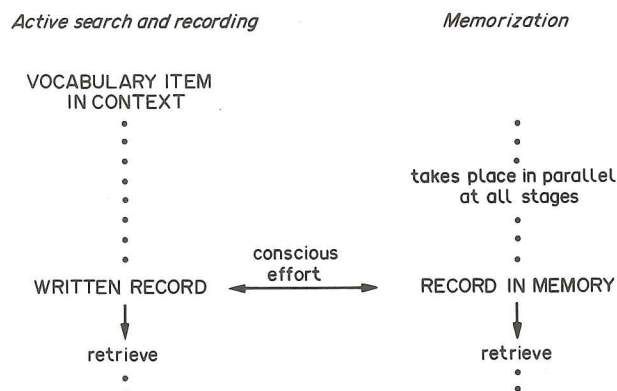 Active search and recording
Memorization
VOCABULARY ITEM
IN CONTEXT
takes place in parallel
at all stages
conscious
effort
WRITTEN RECORD
RECORD IN MEMORY
retrieve
retrieve